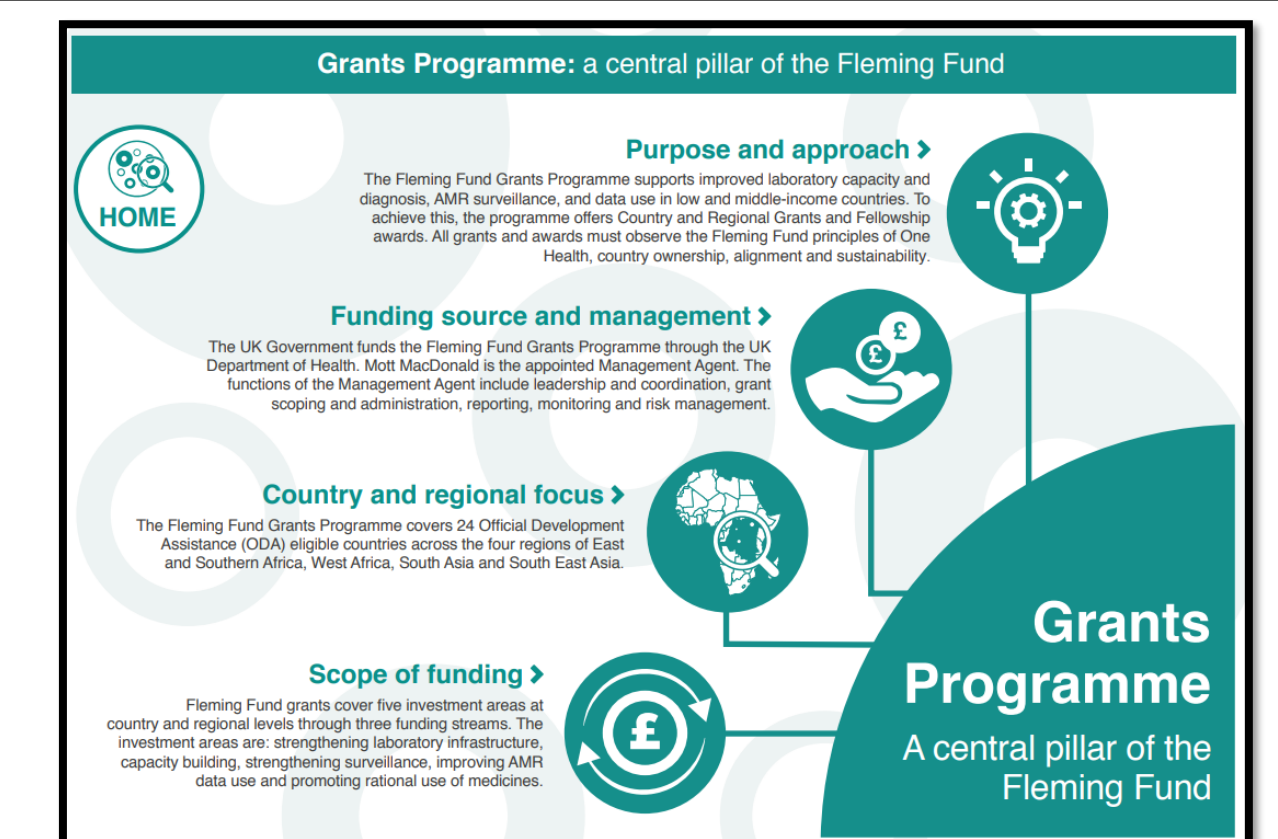 Grants Programme: a central pillar of the Fleming Fund
HOME
Purpose and approach
The Fleming Fund Grants Programme supports improved laboratory capacity and
diagnosis, AMR surveillance, and data use in low and middle-income countries. To
achieve this, the programme offers Country and Regional Grants and Fellowship
awards. All grants and awards must observe the Fleming Fund principles of One
Health, country ownership, alignment and sustainability.
£
£
Funding source and management
The UK Government funds the Fleming Fund Grants Programme through the UK
Department of Health. Mott MacDonald is the appointed Management Agent. The
functions of the Management Agent include leadership and coordination, grant
scoping and administration, reporting, monitoring and risk management.
Country and regional focus
The Fleming Fund Grants Programme covers 24 Official Development
Assistance (ODA) eligible countries across the four regions of East
and Southern Africa, West Africa, South Asia and South East Asia.
Scope of funding
Fleming Fund grants cover five investment areas at
country and regional levels through three funding streams. The
investment areas are: strengthening laboratory infrastructure,
capacity building, strengthening surveillance, improving AMR
data use and promoting rational use of medicines.
£
Grants
Programme
A central pillar of the
Fleming Fund